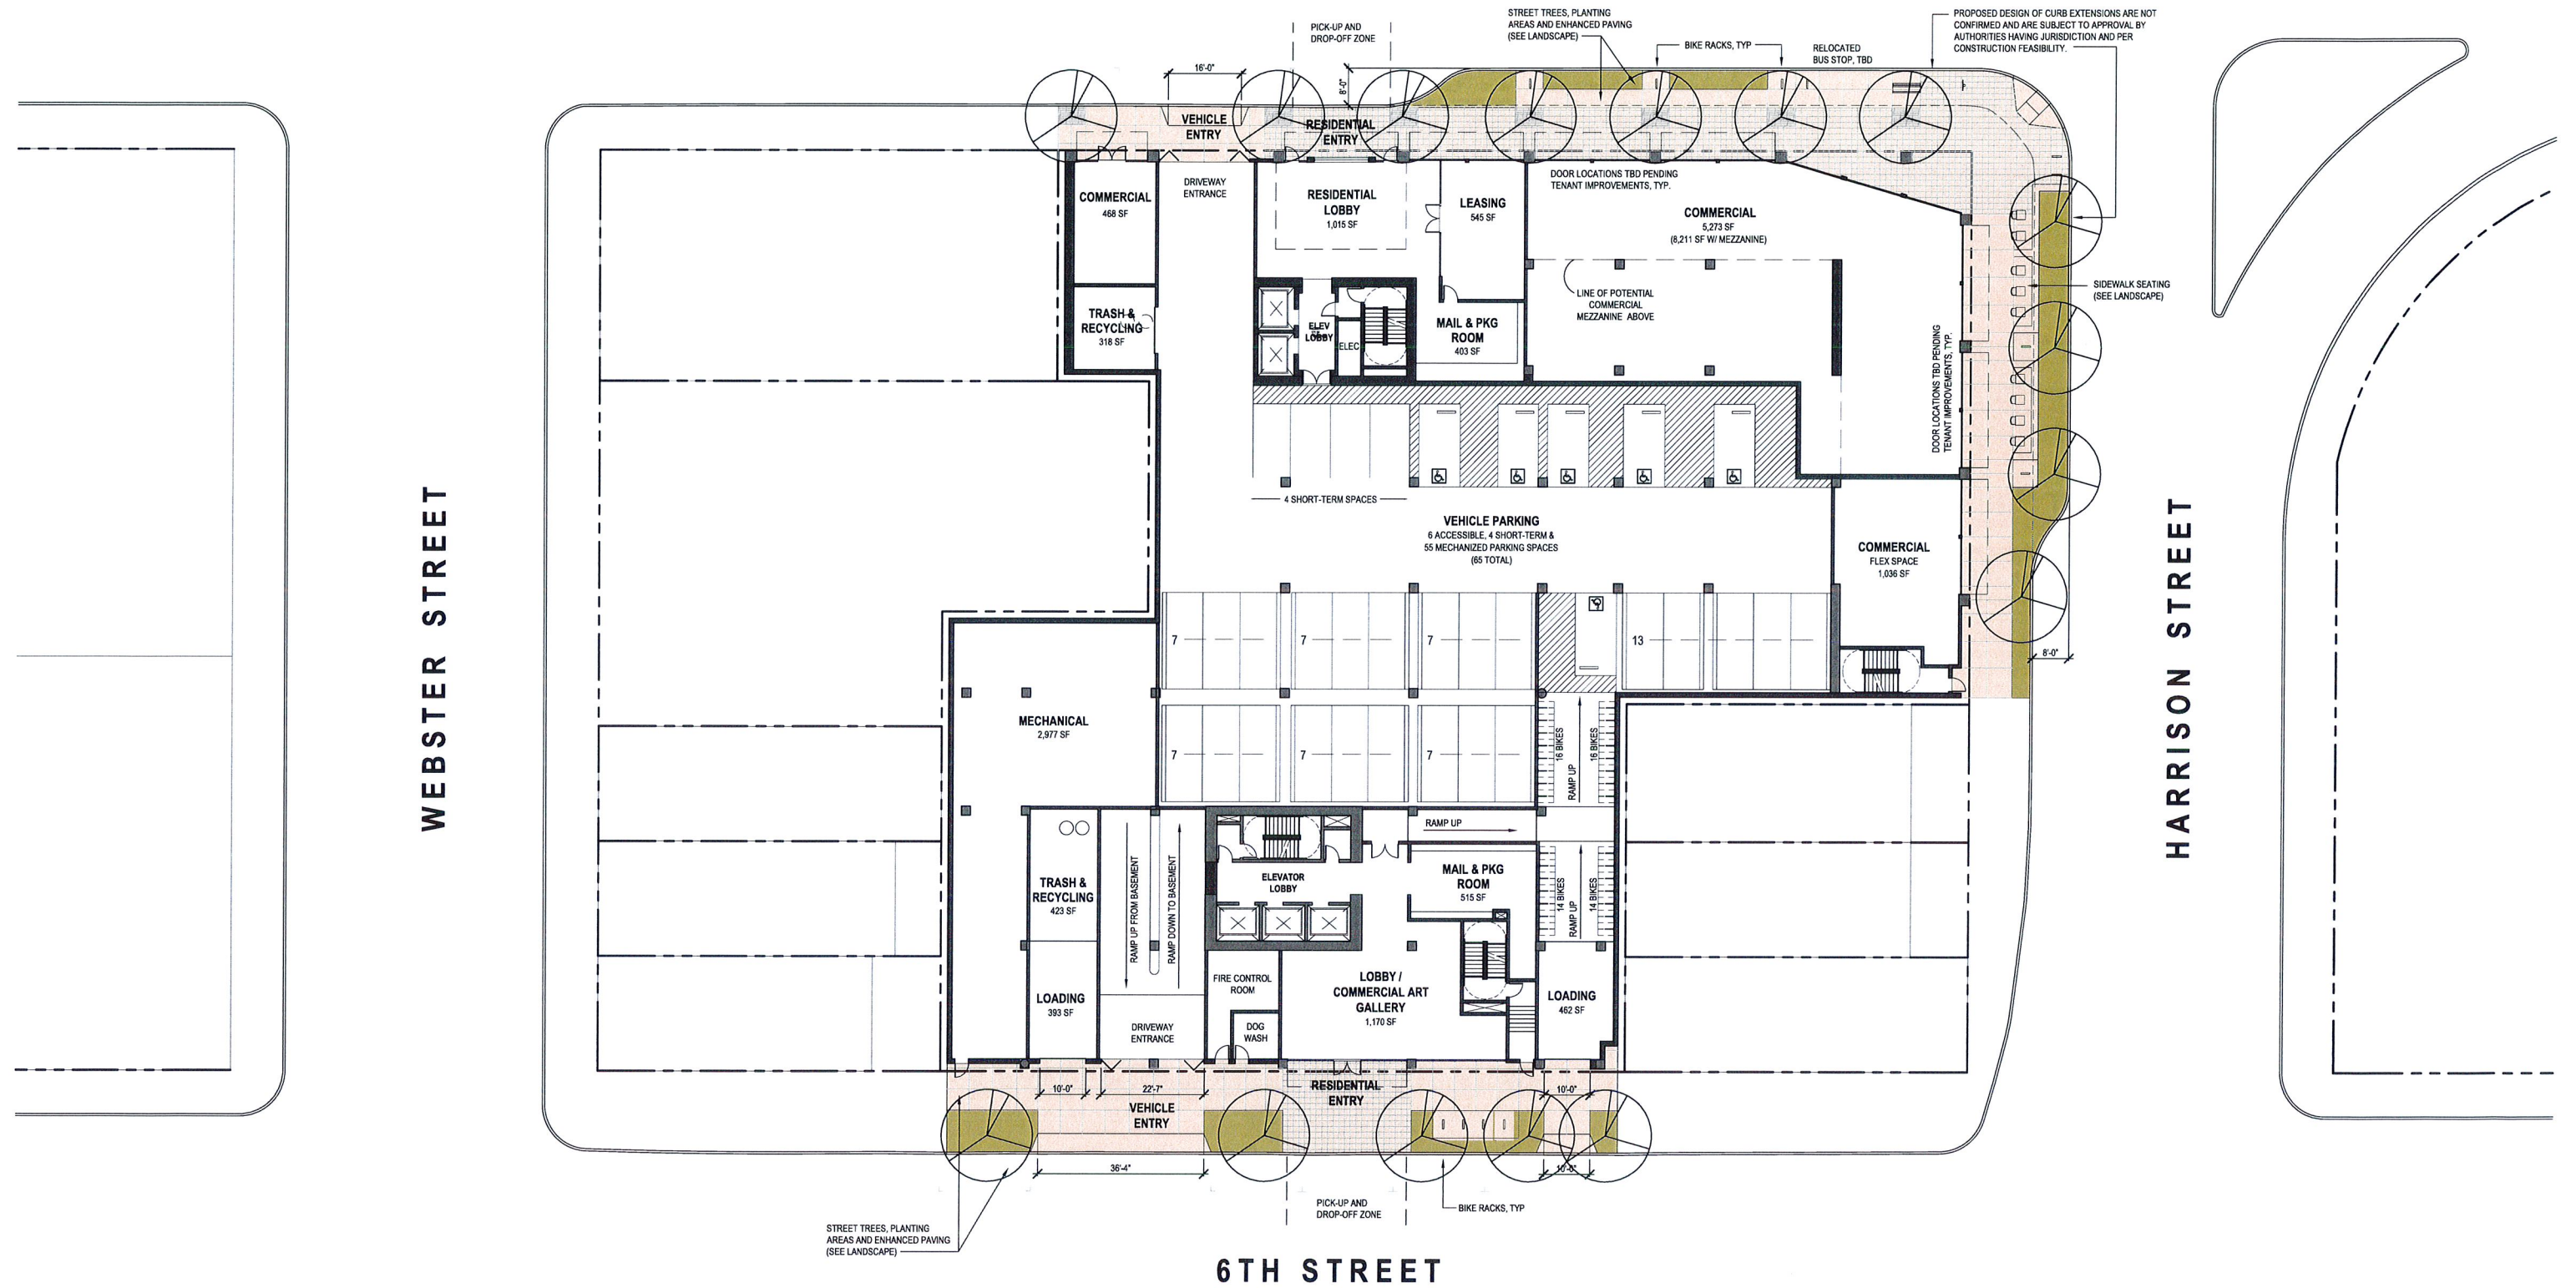 PICK-UP AND
DROP-OFF ZONE
STREET TREES, PLANTING
AREAS AND ENHANCED PAVING
(SEE LANDSCAPE)
BIKE RACKS, TYP
RELOCATED
BUS STOP, TBD
PROPOSED DESIGN OF CURB EXTENSIONS ARE NOT
CONFIRMED AND ARE SUBJECT TO APPROVAL BY
AUTHORITIES HAVING JURISDICTION AND PER
CONSTRUCTION FEASIBILITY.
16'-0"
8'-0"
VEHICLE
ENTRY
RESIDENTIAL
ENTRY
COMMERCIAL
468 SF
DRIVEWAY
ENTRANCE
RESIDENTIAL
LOBBY
1,015 SF
LEASING
545 SF
DOOR LOCATIONS TBD PENDING
TENANT IMPROVEMENTS, TYP.
COMMERCIAL
5,273 SF
(8,211 SF W/ MEZZANINE)
LINE OF POTENTIAL
COMMERCIAL
MEZZANINE ABOVE
SIDEWALK SEATING
(SEE LANDSCAPE)
TRASH &
RECYCLING
318 SF
ELEV
LOBBY
ELEC
MAIL & PKG
ROOM
403 SF
DOOR LOCATIONS TBD PENDING
TENANT IMPROVEMENTS, TYP.
4 SHORT-TERM SPACES
VEHICLE PARKING
6 ACCESSIBLE, 4 SHORT-TERM &
55 MECHANIZED PARKING SPACES
(65 TOTAL)
COMMERCIAL
FLEX SPACE
1,036 SF
WEBSTER STREET
HARRISON STREET
7
7
7
13
8'-0"
MECHANICAL
2,977 SF
7
7
7
16 BIKES
RAMP UP
16 BIKES
RAMP UP
TRASH &
RECYCLING
423 SF
RAMP UP FROM BASEMENT
RAMP DOWN TO BASEMENT
ELEVATOR
LOBBY
MAIL & PKG
ROOM
515 SF
14 BIKES
RAMP UP
14 BIKES
LOADING
393 SF
DRIVEWAY
ENTRANCE
FIRE CONTROL
ROOM
DOG
WASH
LOBBY /
COMMERCIAL ART
GALLERY
1,170 SF
LOADING
462 SF
10'-0"
22'-7"
VEHICLE
ENTRY
RESIDENTIAL
ENTRY
10'-0"
36'-4"
10'-0"
PICK-UP AND
DROP-OFF ZONE
BIKE RACKS, TYP
STREET TREES, PLANTING
AREAS AND ENHANCED PAVING
(SEE LANDSCAPE)
6TH STREET